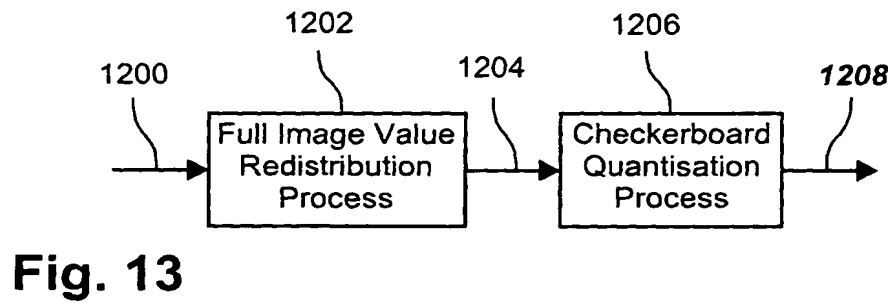 1202
1206
1200
1204
1208
Full Image Value
Redistribution
Process
Checkerboard
Quantisation
Process
Fig. 13